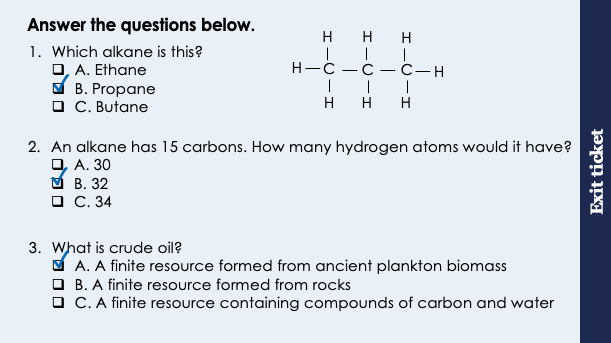 Answer the questions below.
1. Which alkane is this?
A. Ethane
B. Propane
C. Butane
H H H
H C C C H
H H H
2. An alkane has 15 carbons. How many hydrogen atoms would it have?
A. 30
B. 32
C. 34
3. What is crude oil?
A. A finite resource formed from ancient plankton biomass
B. A finite resource formed from rocks
C. A finite resource containing compounds of carbon and water
Exit ticket